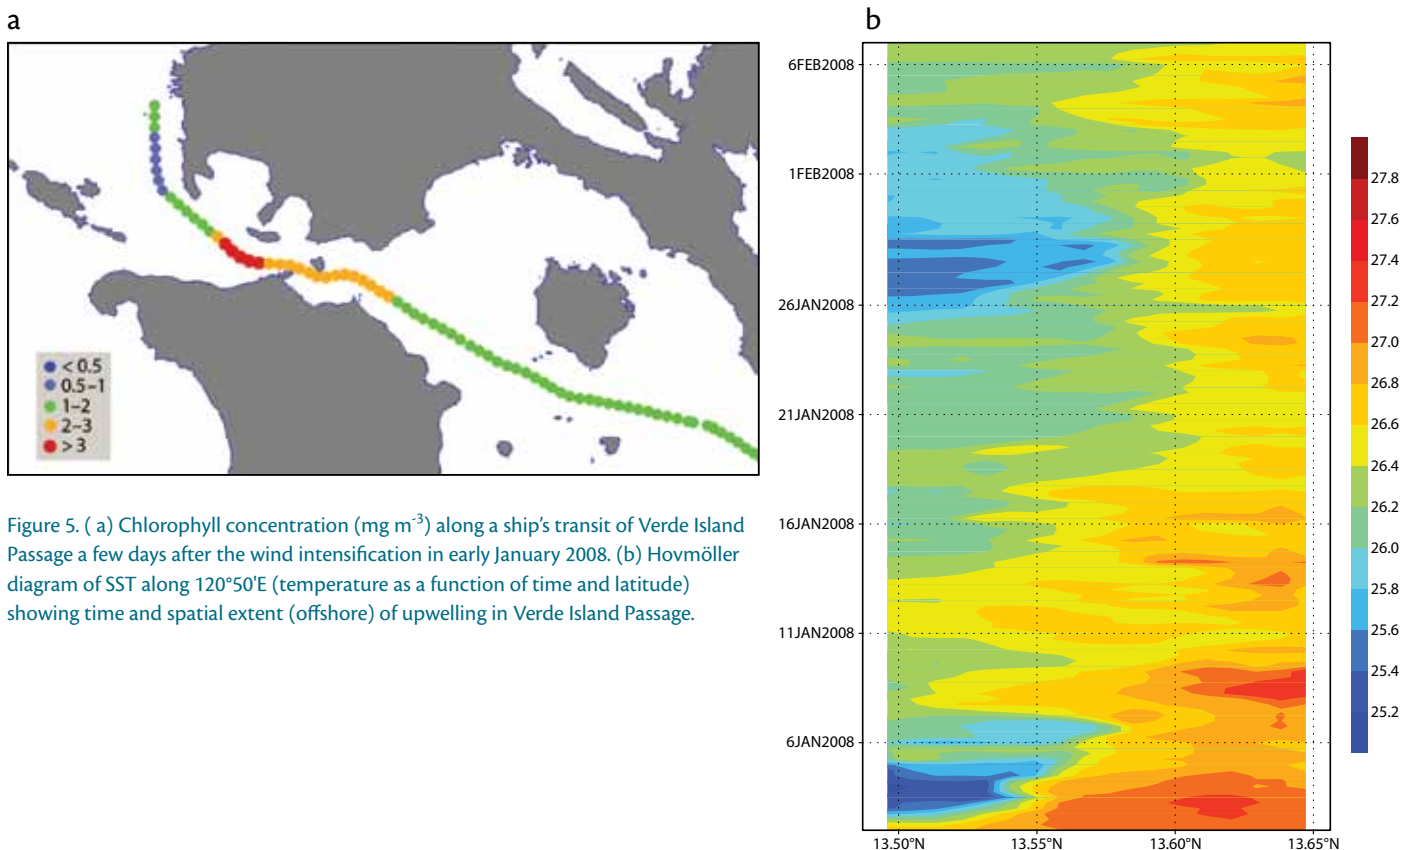 a
< 0.5
0.5–1
1–2
2–3
> 3
Figure 5. ( a) Chlorophyll concentration (mg m-3) along a ship's transit of Verde Island
Passage a few days after the wind intensification in early January 2008. (b) Hovmöller
diagram of SST along 120°50'E (temperature as a function of time and latitude)
showing time and spatial extent (offshore) of upwelling in Verde Island Passage.
b
6FEB2008
1FEB2008
26JAN2008
21JAN2008
16JAN2008
11JAN2008
6JAN2008
13.50°N 13.55°N 13.60°N 13.65°N
27.8
27.6
27.4
27.2
27.0
26.8
26.6
26.4
26.2
26.0
25.8
25.6
25.4
25.2